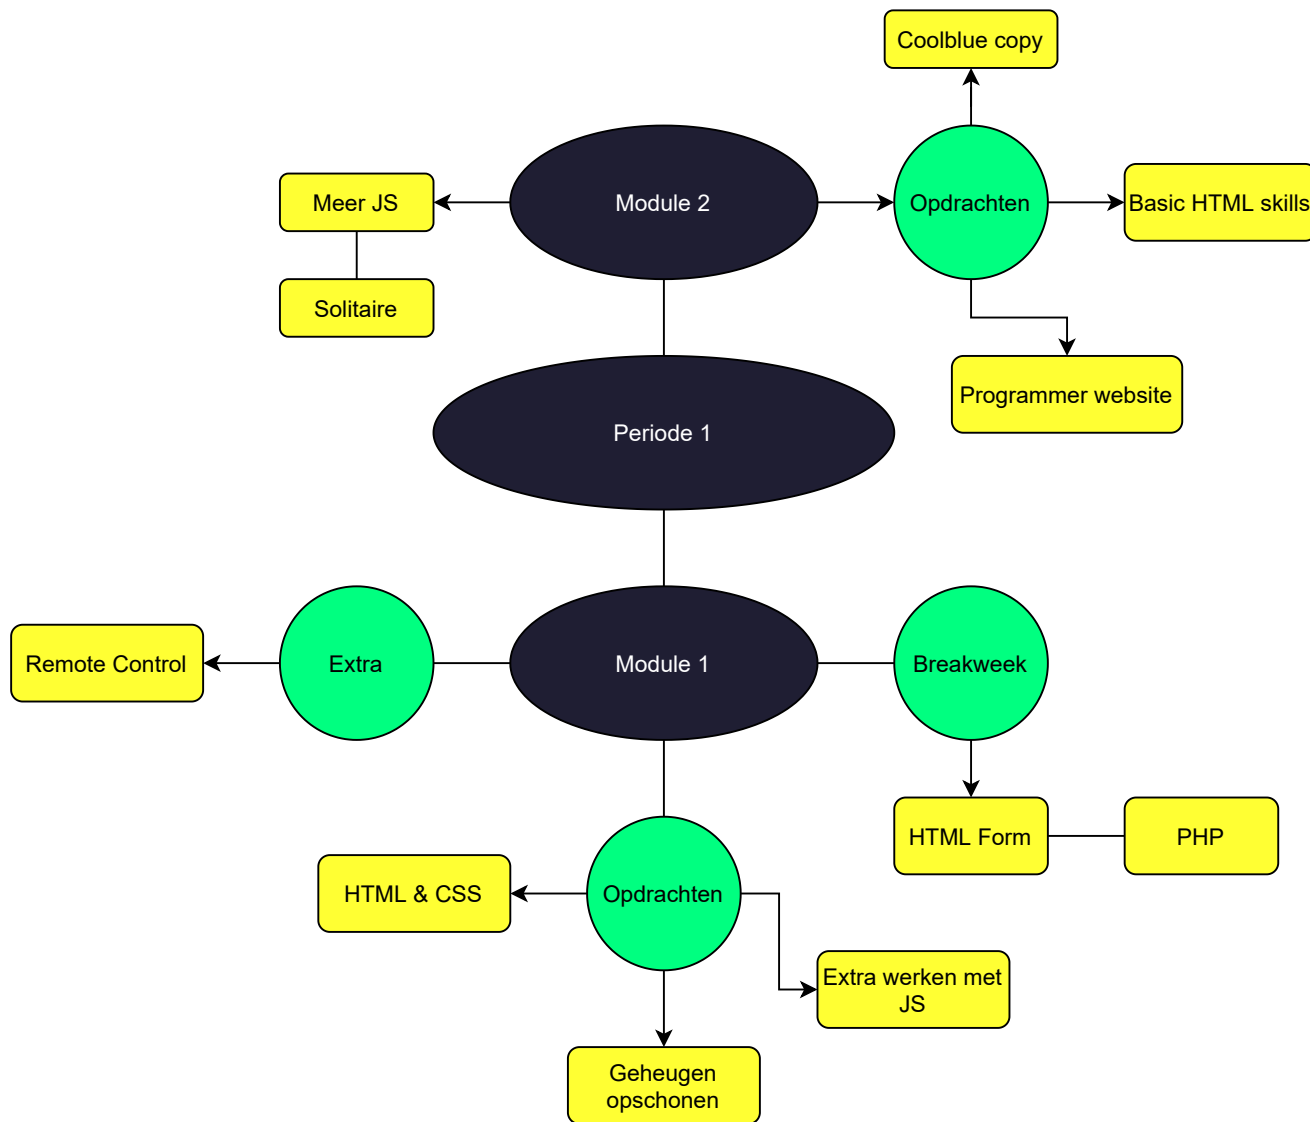 Coolblue copy
Meer JS
Module 2
Opdrachten
Basic HTML skills
Solitaire
Programmer website
Periode 1
Remote Control
Extra
Module 1
Breakweek
HTML Form
PHP
HTML & CSS
Opdrachten
Extra werken met
JS
Geheugen
opschonen